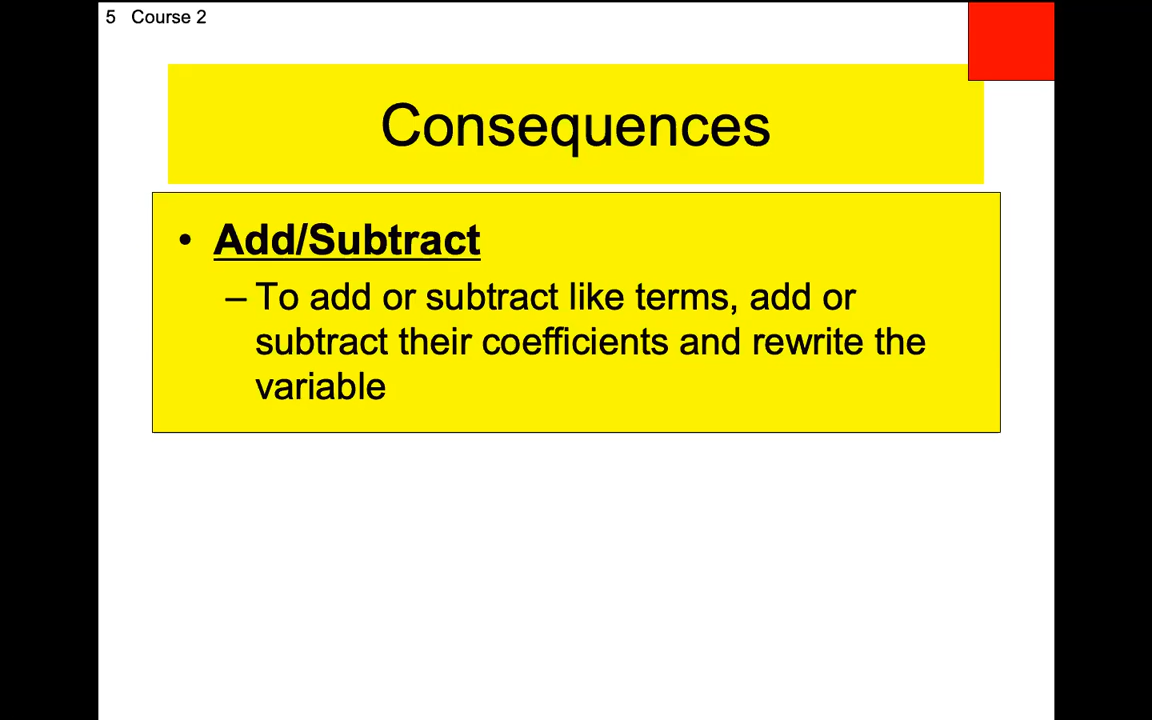 5 Course 2
Consequences
• Add/Subtract
– To add or subtract like terms, add or
subtract their coefficients and rewrite the
variable